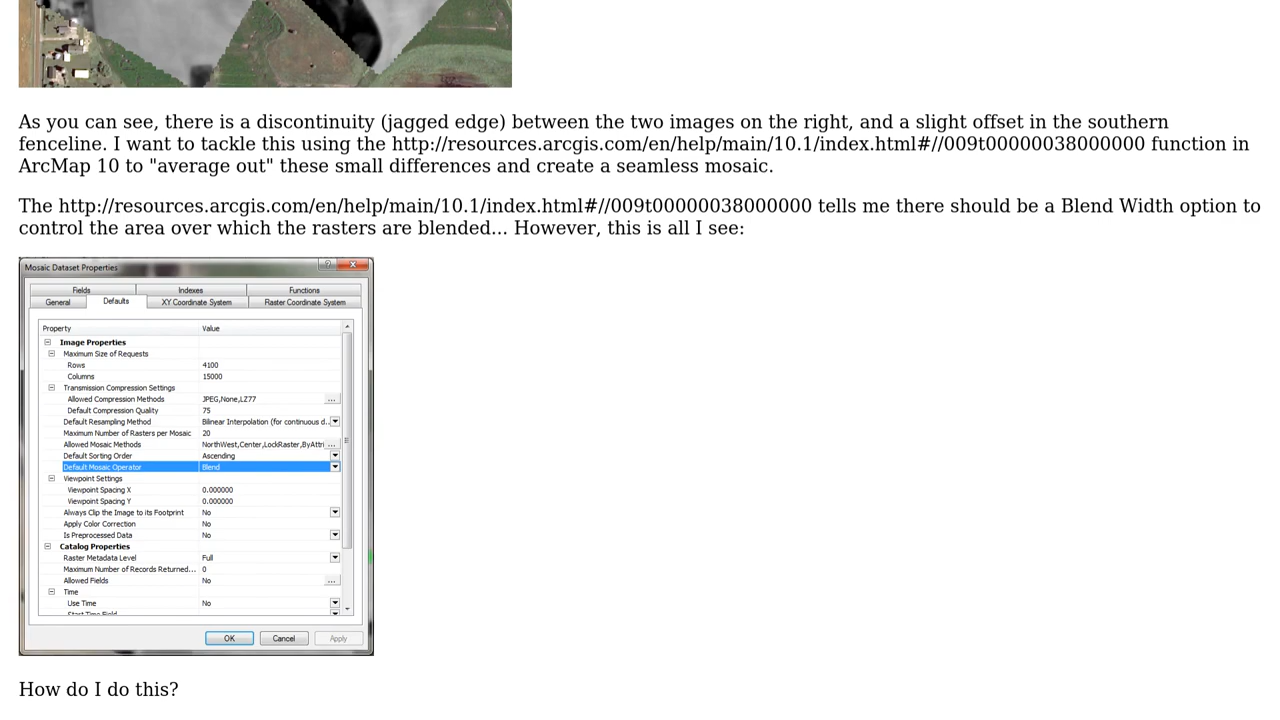 As you can see, there is a discontinuity (jagged edge) between the two images on the right, and a slight offset in the southern
fenceline. I want to tackle this using the http://resources.arcgis.com/en/help/main/10.1/index.html#//009t00000038000000 function in
ArcMap 10 to "average out" these small differences and create a seamless mosaic.
The http://resources.arcgis.com/en/help/main/10.1/index.html#//009t00000038000000 tells me there should be a Blend Width option to
control the area over which the rasters are blended... However, this is all I see:
Mosaic Dataset Properties
Fields Indexes Functions
General Defaults XY Coordinate System Raster Coordinate System
Property Value
Image Properties
Maximum Size of Requests
Rows 4100
Columns 15000
Transmission Compression Settings
Allowed Compression Methods JPEG,None,LZ77 ...
Default Compression Quality 75
Default Resampling Method Bilinear Interpolation (for continuous d...
Maximum Number of Rasters per Mosaic 20
Allowed Mosaic Methods NorthWest,Center,LockRaster,ByAttri ...
Default Sorting Order Ascending
Default Mosaic Operator Blend
Viewpoint Settings
Viewpoint Spacing X 0.000000
Viewpoint Spacing Y 0.000000
Always Clip the Image to its Footprint No
Apply Color Correction No
Is Preprocessed Data No
Catalog Properties
Raster Metadata Level Full
Maximum Number of Records Returned... 0
Allowed Fields No ...
Time
Use Time No
Start Time Field
OK Cancel Apply
How do I do this?